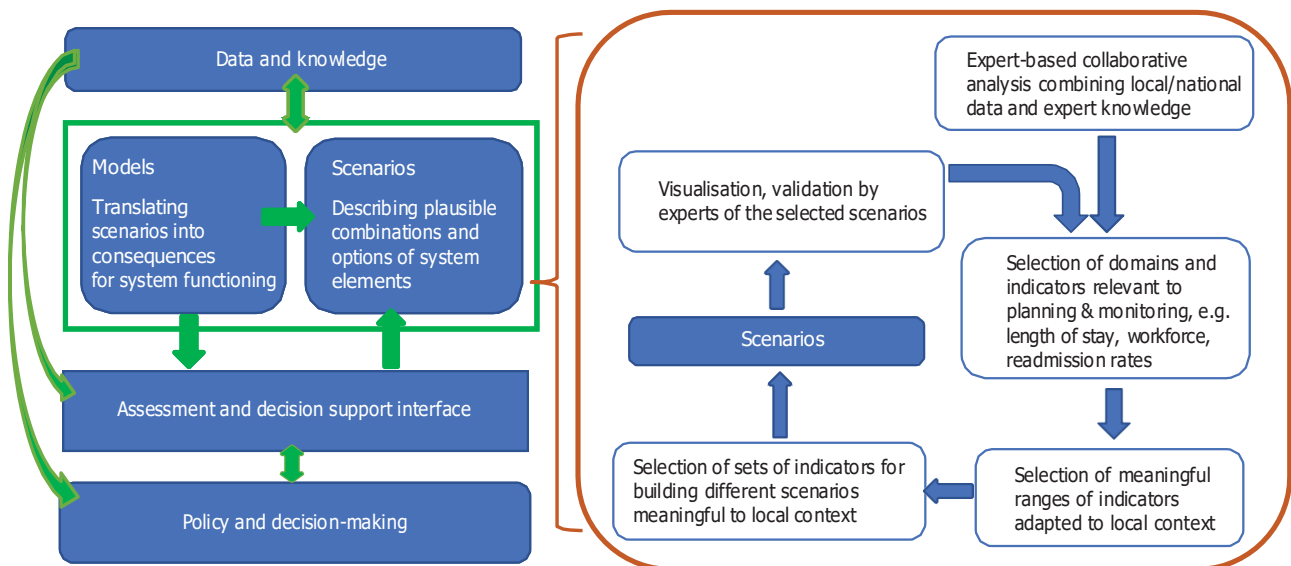 Data and knowledge
Models
Translating
scenarios into
consequences
for system functioning
Scenarios
Describing plausible
combinations and
options of system
elements
Assessment and decision support interface
Policy and decision-making
Expert-based collaborative
analysis combining local/national
data and expert knowledge
Visualisation, validation by
experts of the selected scenarios
Selection of domains and
indicators relevant to
planning & monitoring, e.g.
length of stay, workforce,
readmission rates
Scenarios
Selection of sets of indicators for
building different scenarios
meaningful to local context
Selection of meaningful
ranges of indicators
adapted to local context